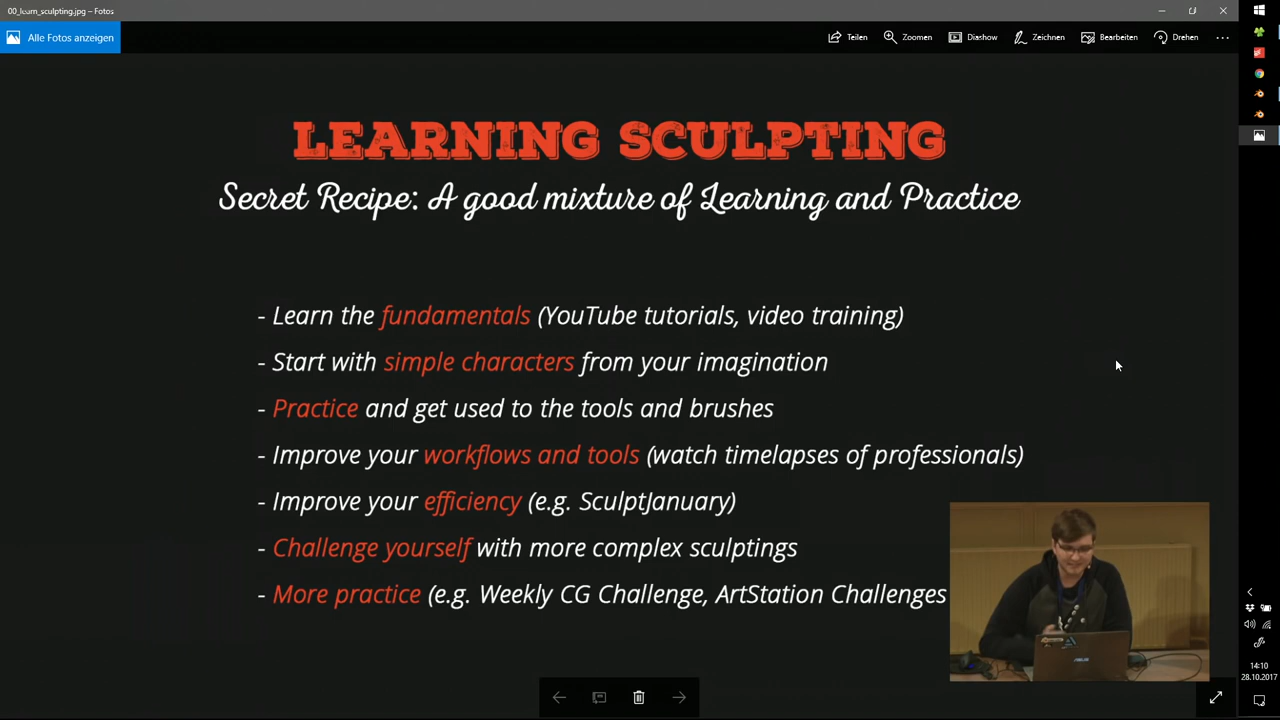 00_learn_sculpting.jpg – Fotos
Alle Fotos anzeigen
Teilen
Zoomen
Diashow
Zeichnen
Bearbeiten
Drehen
LEARNING SCULPTING
Secret Recipe: A good mixture of Learning and Practice
- Learn the fundamentals (YouTube tutorials, video training)
- Start with simple characters from your imagination
- Practice and get used to the tools and brushes
- Improve your workflows and tools (watch timelapses of professionals)
- Improve your efficiency (e.g. SculptJanuary)
- Challenge yourself with more complex sculptings
- More practice (e.g. Weekly CG Challenge, ArtStation Challenges
ASUS
14:10
28.10.2017